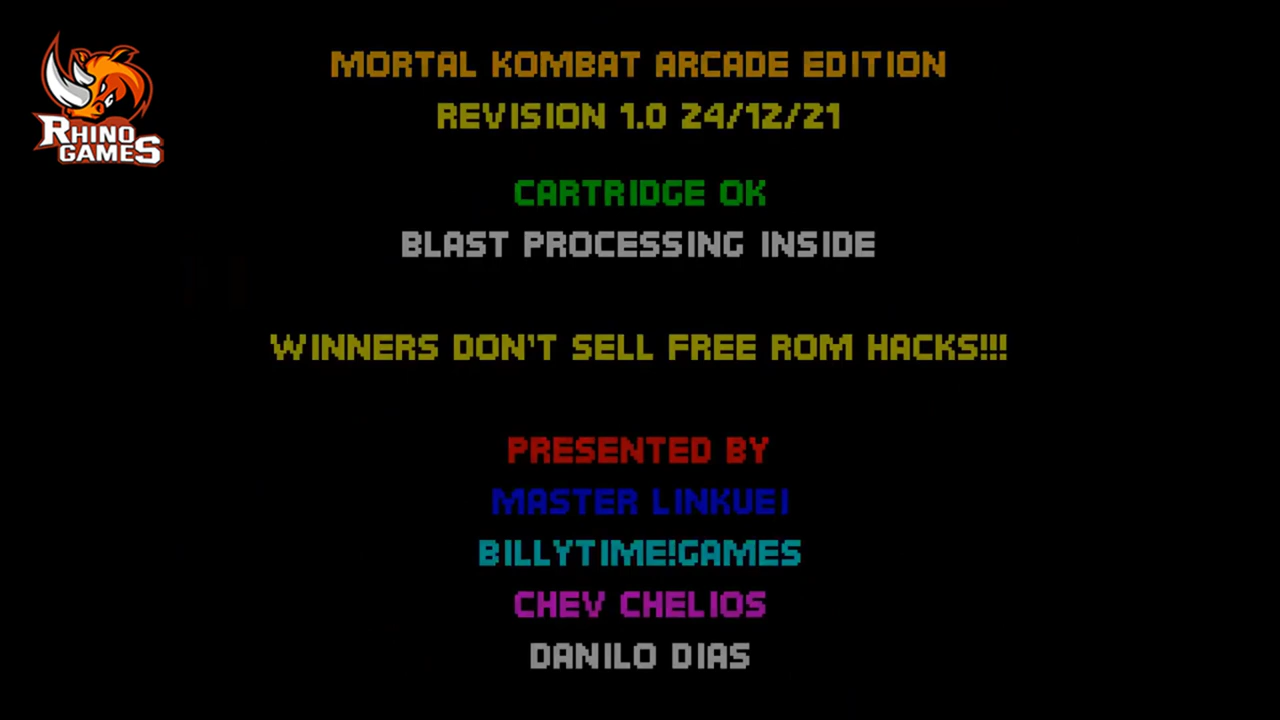 RHINO
GAMES
MORTAL KOMBAT ARCADE EDITION
REVISION 1.0 24/12/21
CARTRIDGE OK
BLAST PROCESSING INSIDE
WINNERS DON'T SELL FREE ROM HACKS!!!
PRESENTED BY
MASTER LINKUEI
BILLYTIME!GAMES
CHEV CHELIOS
DANILO DIAS